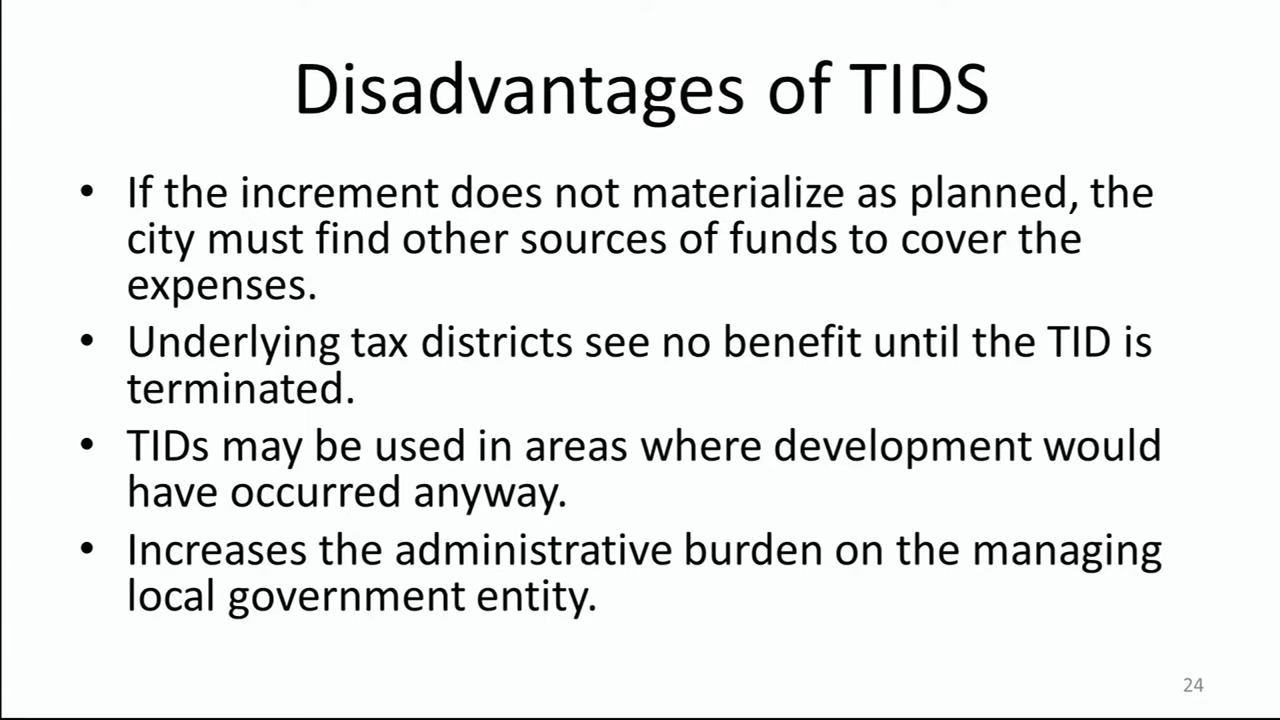 Disadvantages of TIDS
• If the increment does not materialize as planned, the
city must find other sources of funds to cover the
expenses.
• Underlying tax districts see no benefit until the TID is
terminated.
• TIDs may be used in areas where development would
have occurred anyway.
• Increases the administrative burden on the managing
local government entity.
24